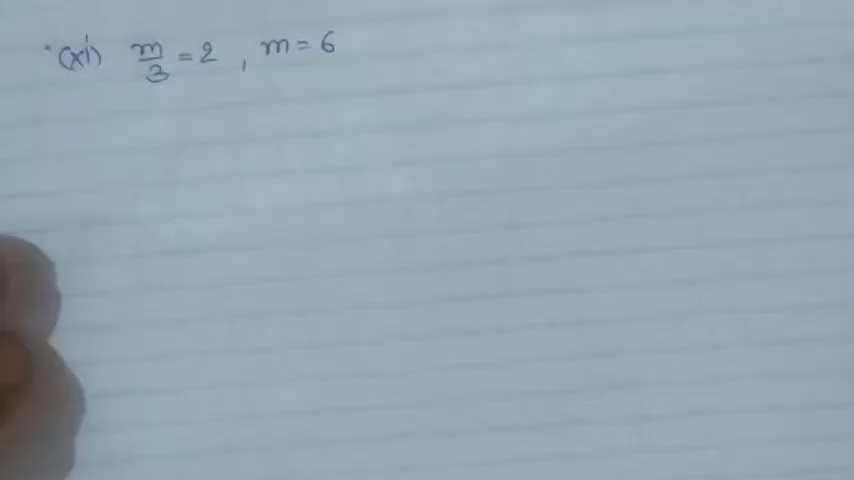 (xi) m/3 = 2 , m = 6